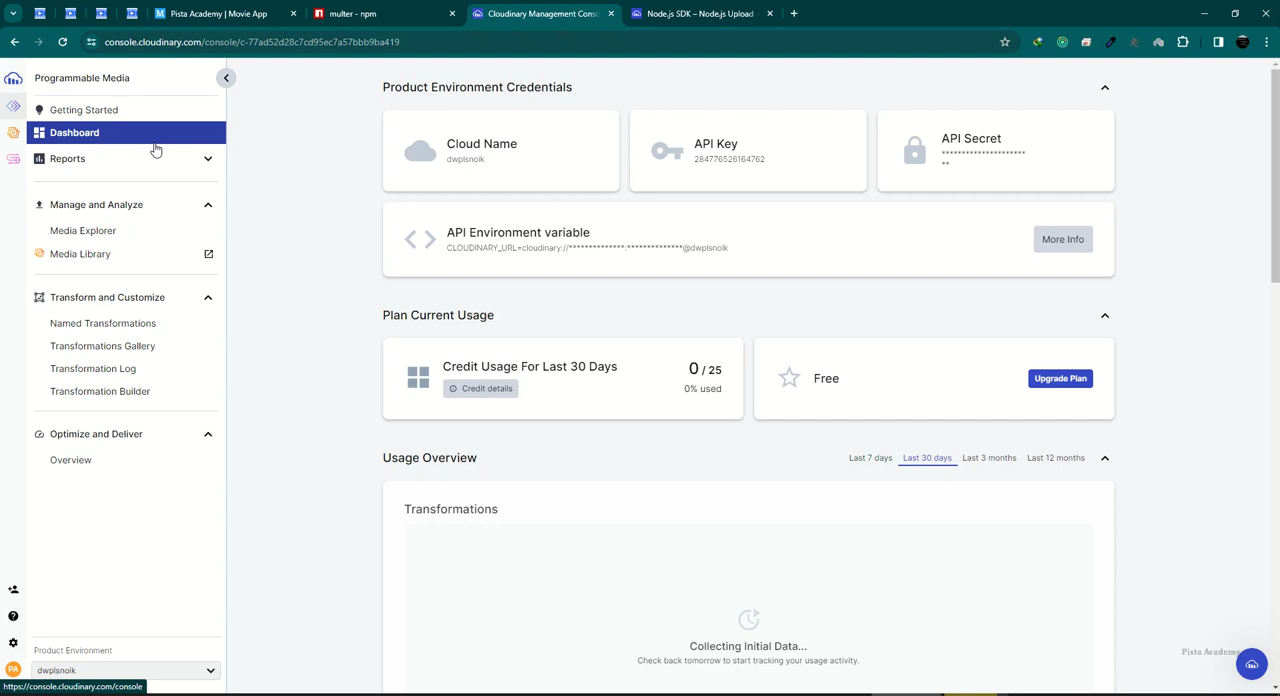 Pista Academy | Movie App
multer - npm
Cloudinary Management Cons
Node.js SDK – Node.js Upload
console.cloudinary.com/console/c-77ad52d28c7cd95ec7a57bbb9ba419
Programmable Media
Getting Started
Dashboard
Reports
Manage and Analyze
Media Explorer
Media Library
Transform and Customize
Named Transformations
Transformations Gallery
Transformation Log
Transformation Builder
Optimize and Deliver
Overview
Product Environment
PA
dwplsnoik
https://console.cloudinary.com/console
Product Environment Credentials
Cloud Name
dwplsnoik
API Key
284776526164762
API Secret
**********************
**
API Environment variable
CLOUDINARY_URL=cloudinary://***************:***************@dwplsnoik
More Info
Plan Current Usage
Credit Usage For Last 30 Days
Credit details
0 / 25
0% used
Free
Upgrade Plan
Usage Overview
Last 7 days
Last 30 days
Last 3 months
Last 12 months
Transformations
Collecting Initial Data...
Check back tomorrow to start tracking your usage activity.
Pista Academy